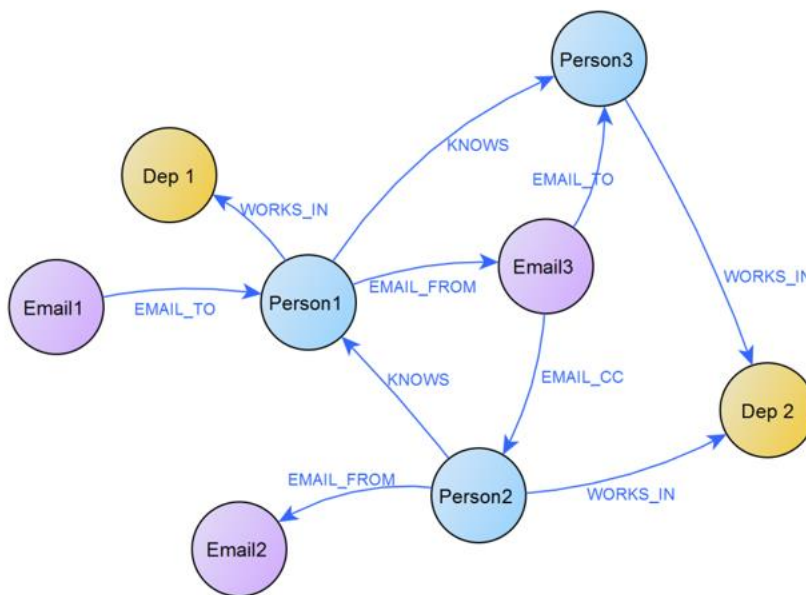 Person3
KNOWS
Dep 1
EMAIL_TO
WORKS_IN
Email3
WORKS_IN
EMAIL_FROM
Person1
Email1
EMAIL_TO
KNOWS
EMAIL_CC
Dep 2
EMAIL_FROM
Person2
WORKS_IN
Email2